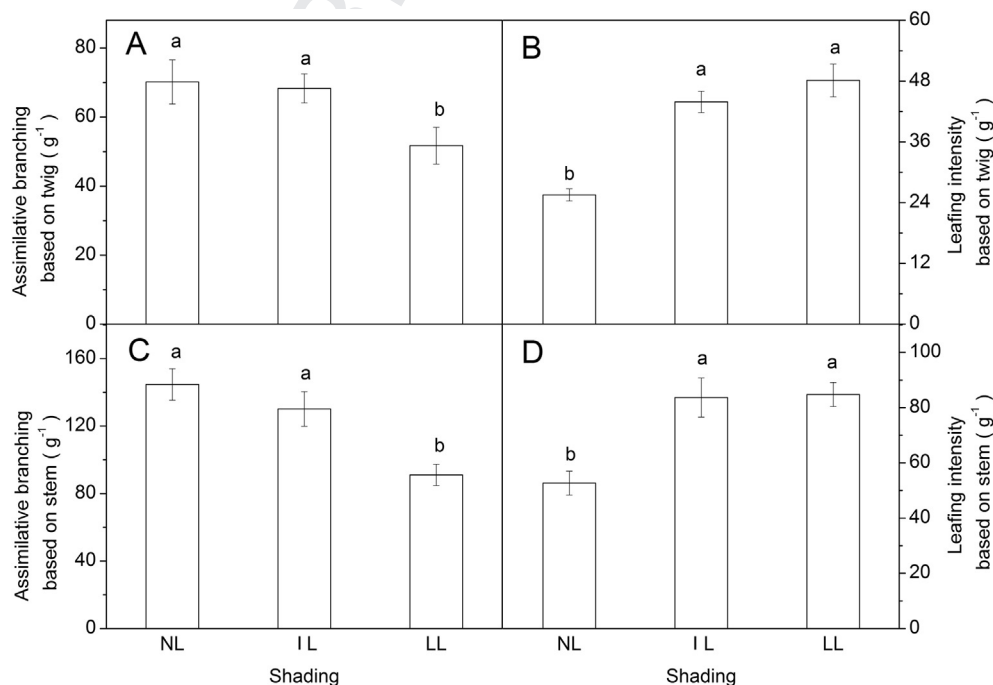 A
a
a
b
80
60
40
20
0
Assimilative branching
based on twig ( g-1 )
B
b
a
a
60
48
36
24
12
0
Leafing intensity
based on twig ( g-1 )
C
a
a
b
160
120
80
40
0
Assimilative branching
based on stem ( g-1 )
NL
I L
LL
Shading
D
b
a
a
100
80
60
40
20
0
Leafing intensity
based on stem ( g-1 )
NL
I L
LL
Shading